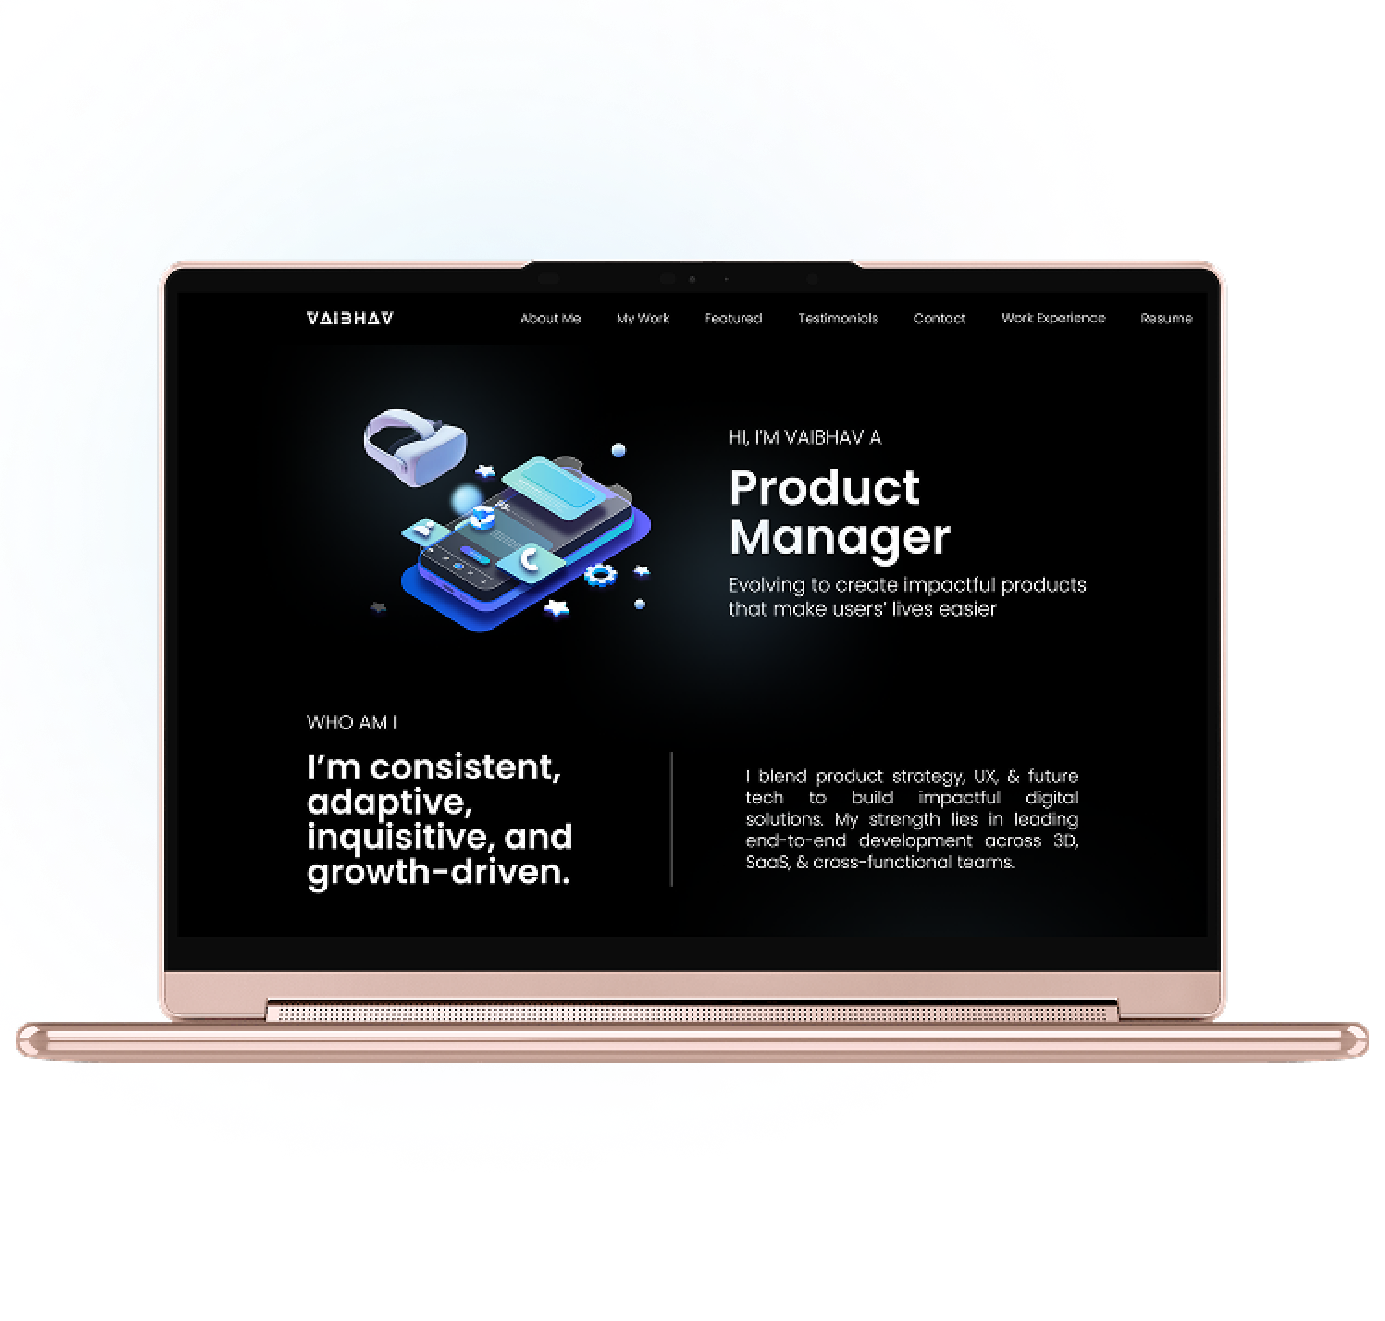 VAIBHAV
About Me
My Work
Featured
Testimonials
Contact
Work Experience
Resume
HI, I'M VAIBHAV A
Product
Manager
Evolving to create impactful products
that make users' lives easier
WHO AM I
I'm consistent,
adaptive,
inquisitive, and
growth-driven.
I blend product strategy, UX, & future
tech to build impactful digital
solutions. My strength lies in leading
end-to-end development across 3D,
SaaS, & cross-functional teams.